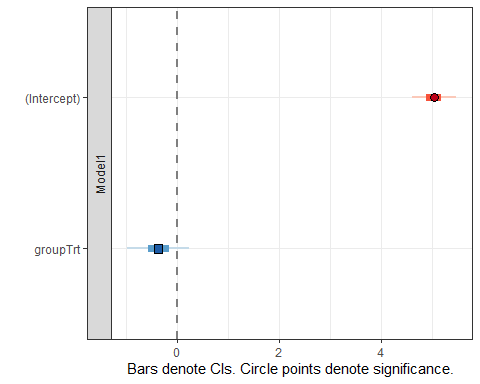 (Intercept)
Model1
groupTrt
0 2 4
Bars denote CIs. Circle points denote significance.